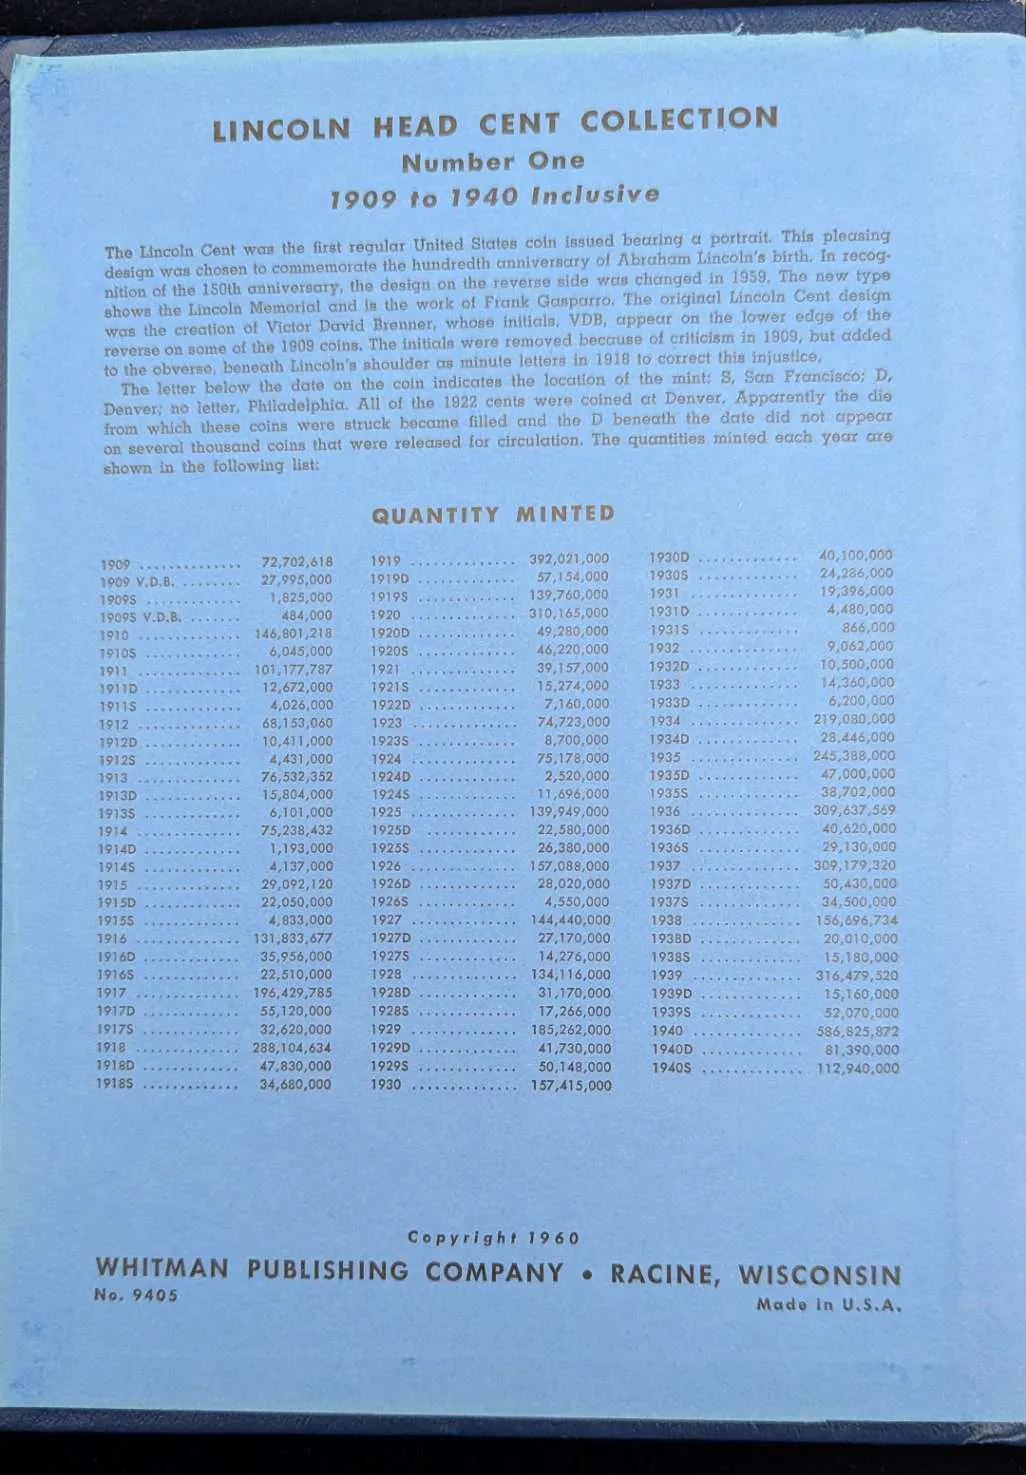 LINCOLN HEAD CENT COLLECTION
Number One
1909 to 1940 Inclusive
The Lincoln Cent was the first regular United States coin issued bearing a portrait. This pleasing
design was chosen to commemorate the hundredth anniversary of Abraham Lincoln's birth. In recog-
nition of the 150th anniversary, the design on the reverse side was changed in 1959. The new type
shows the Lincoln Memorial and is the work of Frank Gasparro. The original Lincoln Cent design
was the creation of Victor David Brenner, whose initials, VDB, appear on the lower edge of the
reverse on some of the 1909 coins. The initials were removed because of criticism in 1909, but added
to the obverse, beneath Lincoln's shoulder as minute letters in 1918 to correct this injustice.
The letter below the date on the coin indicates the location of the mint: S, San Francisco; D,
Denver; no letter, Philadelphia. All of the 1922 cents were coined at Denver. Apparently the die
from which these coins were struck became filled and the D beneath the date did not appear
on several thousand coins that were released for circulation. The quantities minted each year are
shown in the following list:
QUANTITY MINTED
1909 .............. 72,702,618
1909 V.D.B. ........ 27,995,000
1909S ............. 1,825,000
1909S V.D.B. ....... 484,000
1910 .............. 146,801,218
1910S ............. 6,045,000
1911 .............. 101,177,787
1911D ............. 12,672,000
1911S ............. 4,026,000
1912 .............. 68,153,060
1912D ............. 10,411,000
1912S ............. 4,431,000
1913 .............. 76,532,352
1913D ............. 15,804,000
1913S ............. 6,101,000
1914 .............. 75,238,432
1914D ............. 1,193,000
1914S ............. 4,137,000
1915 .............. 29,092,120
1915D ............. 22,050,000
1915S ............. 4,833,000
1916 .............. 131,833,677
1916D ............. 35,956,000
1916S ............. 22,510,000
1917 .............. 196,429,785
1917D ............. 55,120,000
1917S ............. 32,620,000
1918 .............. 288,104,634
1918D ............. 47,830,000
1918S ............. 34,680,000
1919 .............. 392,021,000
1919D ............. 57,154,000
1919S ............. 139,760,000
1920 .............. 310,165,000
1920D ............. 49,280,000
1920S ............. 46,220,000
1921 .............. 39,157,000
1921S ............. 15,274,000
1922D ............. 7,160,000
1923 .............. 74,723,000
1923S ............. 8,700,000
1924 .............. 75,178,000
1924D ............. 2,520,000
1924S ............. 11,696,000
1925 .............. 139,949,000
1925D ............. 22,580,000
1925S ............. 26,380,000
1926 .............. 157,088,000
1926D ............. 28,020,000
1926S ............. 4,550,000
1927 .............. 144,440,000
1927D ............. 27,170,000
1927S ............. 14,276,000
1928 .............. 134,116,000
1928D ............. 31,170,000
1928S ............. 17,266,000
1929 .............. 185,262,000
1929D ............. 41,730,000
1929S ............. 50,148,000
1930 .............. 157,415,000
1930D ............. 40,100,000
1930S ............. 24,286,000
1931 .............. 19,396,000
1931D ............. 4,480,000
1931S ............. 866,000
1932 .............. 9,062,000
1932D ............. 10,500,000
1933 .............. 14,360,000
1933D ............. 6,200,000
1934 .............. 219,080,000
1934D ............. 28,446,000
1935 .............. 245,388,000
1935D ............. 47,000,000
1935S ............. 38,702,000
1936 .............. 309,637,569
1936D ............. 40,620,000
1936S ............. 29,130,000
1937 .............. 309,179,320
1937D ............. 50,430,000
1937S ............. 34,500,000
1938 .............. 156,696,734
1938D ............. 20,010,000
1938S ............. 15,180,000
1939 .............. 316,479,520
1939D ............. 15,160,000
1939S ............. 52,070,000
1940 .............. 586,825,872
1940D ............. 81,390,000
1940S ............. 112,940,000
Copyright 1960
WHITMAN PUBLISHING COMPANY • RACINE, WISCONSIN
No. 9405
Made in U.S.A.